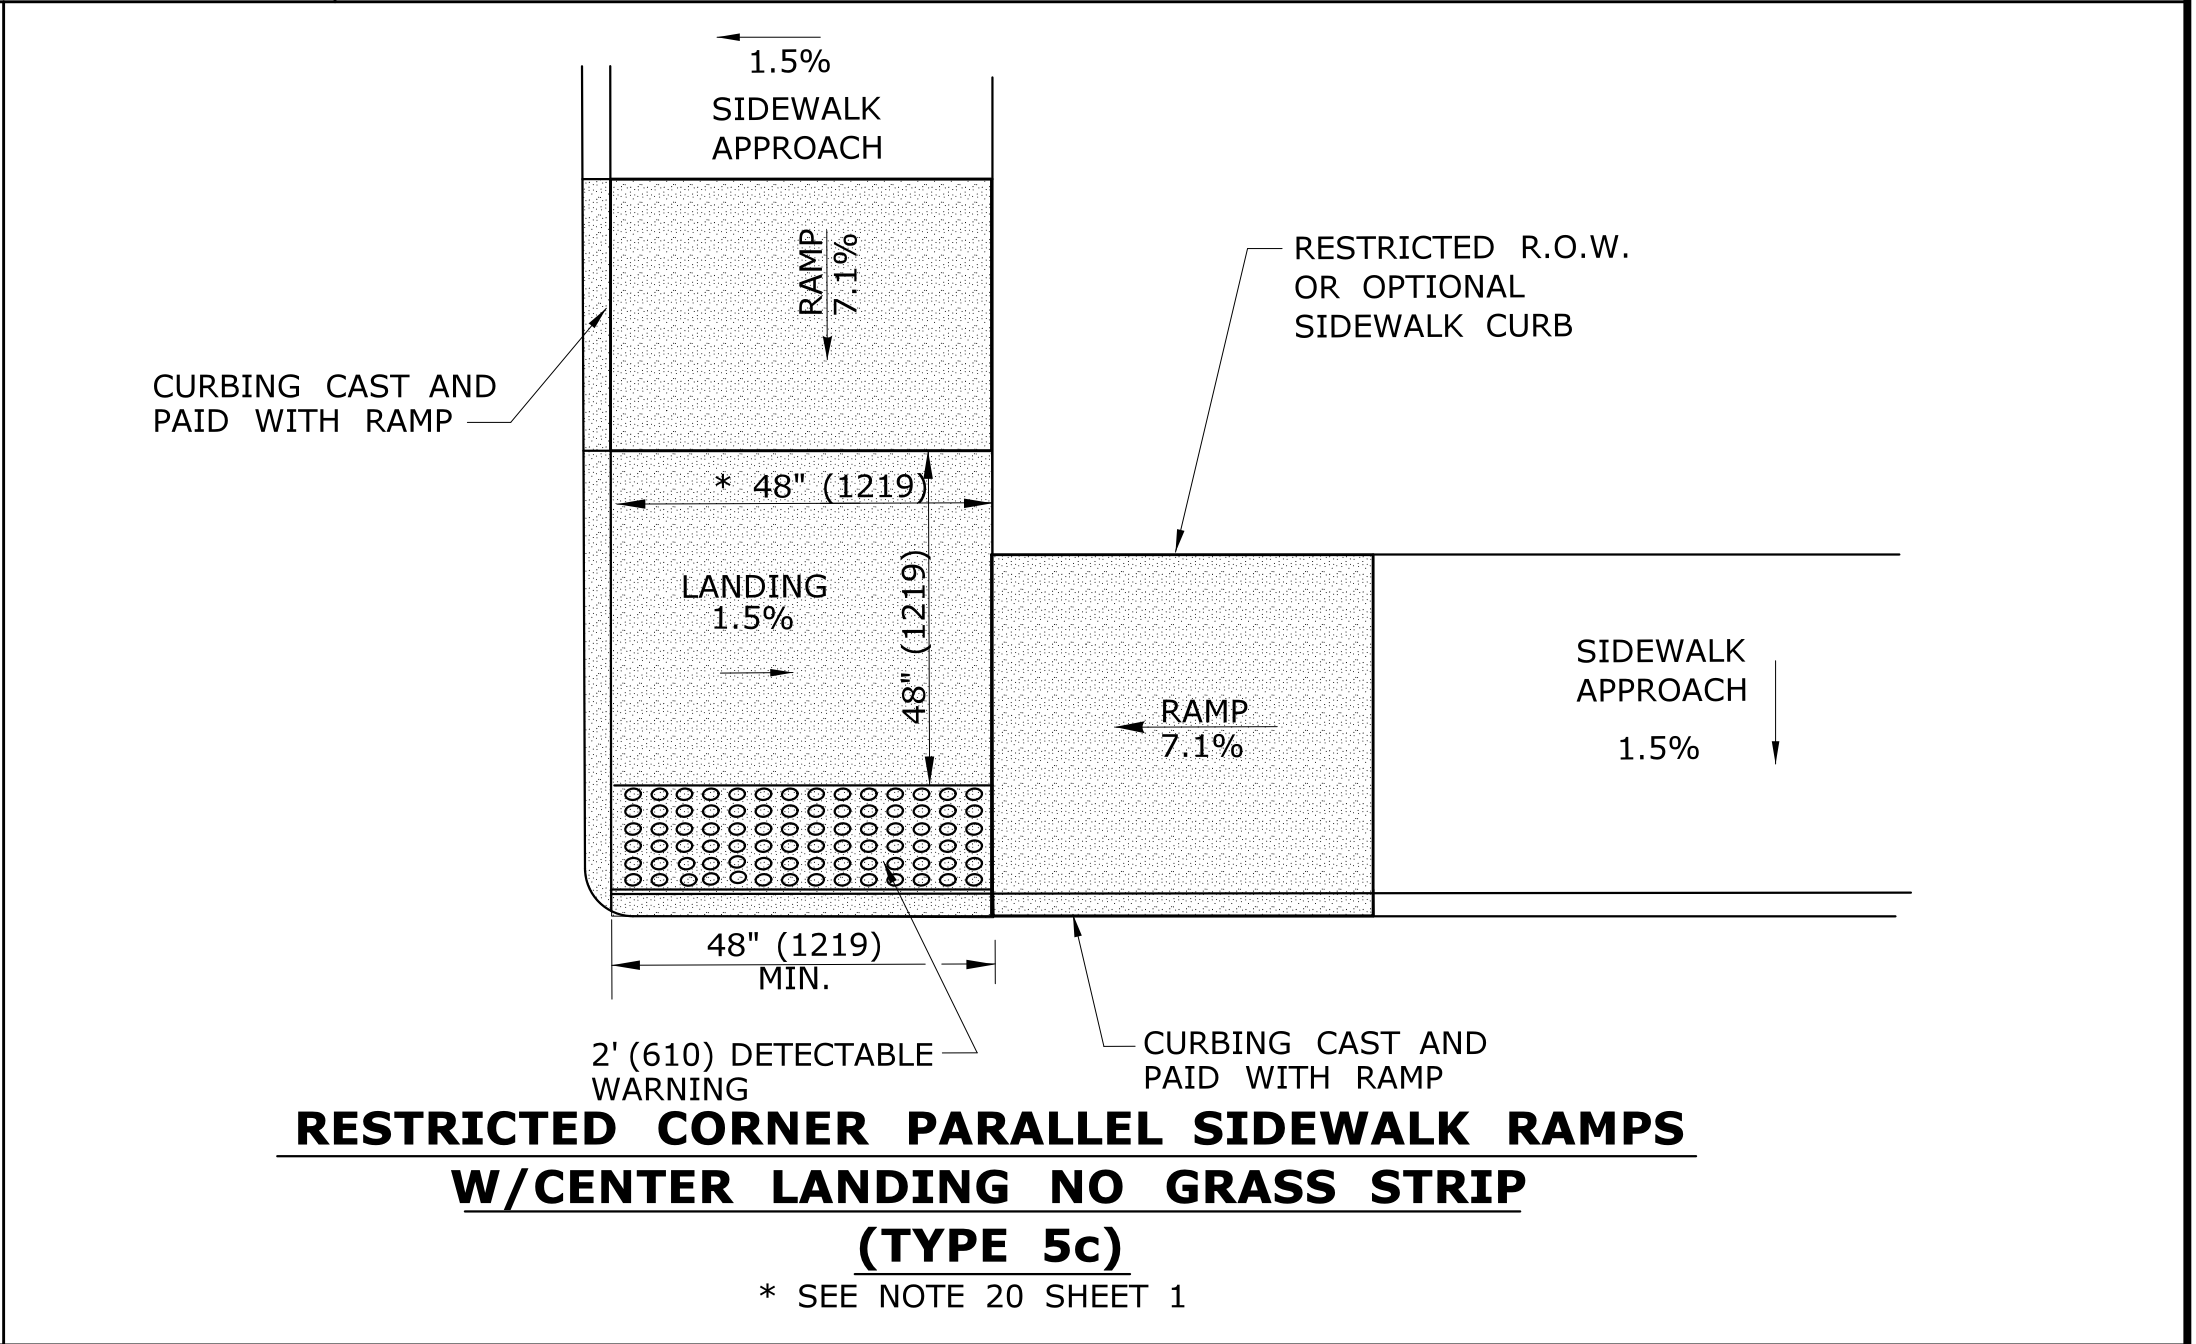 1.5%
SIDEWALK
APPROACH
RAMP
7.1%
RESTRICTED R.O.W.
OR OPTIONAL
SIDEWALK CURB
CURBING CAST AND
PAID WITH RAMP
* 48" (1219)
48" (1219)
LANDING
1.5%
RAMP
7.1%
SIDEWALK
APPROACH
1.5%
48" (1219)
MIN.
2' (610) DETECTABLE
WARNING
CURBING CAST AND
PAID WITH RAMP
RESTRICTED CORNER PARALLEL SIDEWALK RAMPS
W/CENTER LANDING NO GRASS STRIP
(TYPE 5c)
* SEE NOTE 20 SHEET 1